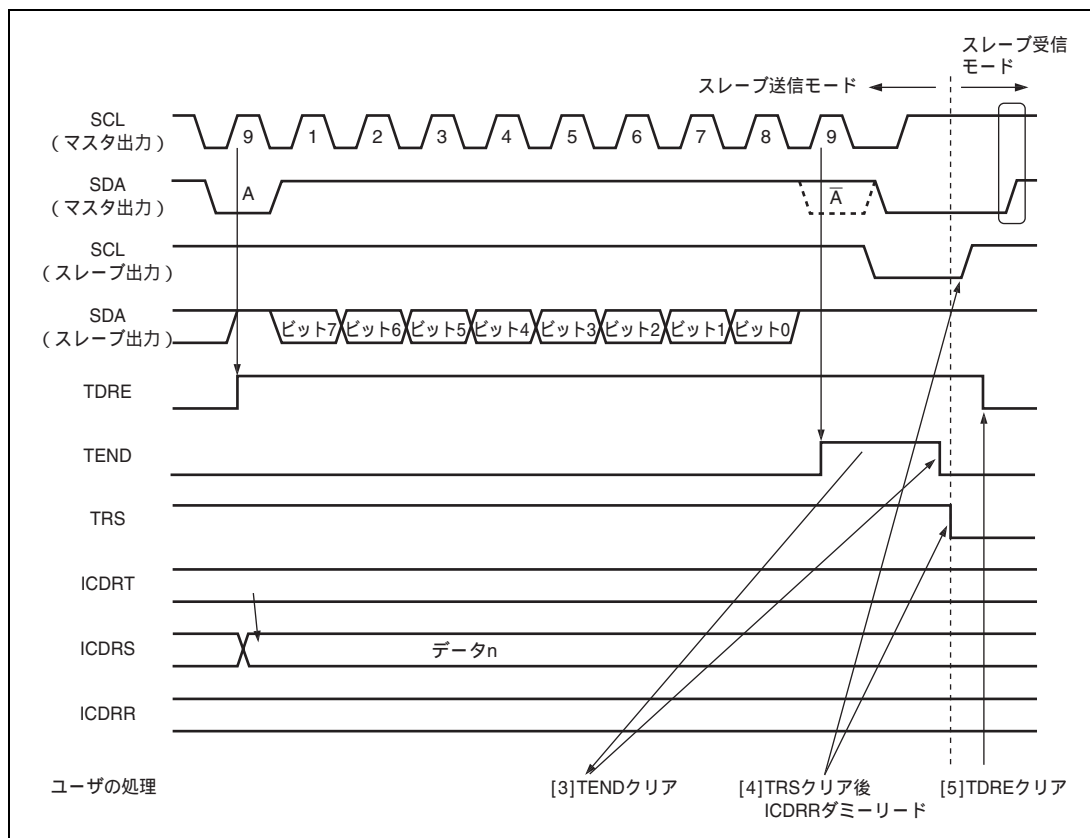 スレーブ受信
モード
スレーブ送信モード
SCL
(マスタ出力)
9 1 2 3 4 5 6 7 8 9
SDA
(マスタ出力)
A A̅
SCL
(スレーブ出力)
SDA
(スレーブ出力)
ビット7 ビット6 ビット5 ビット4 ビット3 ビット2 ビット1 ビット0
TDRE
TEND
TRS
ICDRT
ICDRS
データn
ICDRR
ユーザの処理
[3]TENDクリア
[4]TRSクリア後
ICDRRダミーリード
[5]TDREクリア